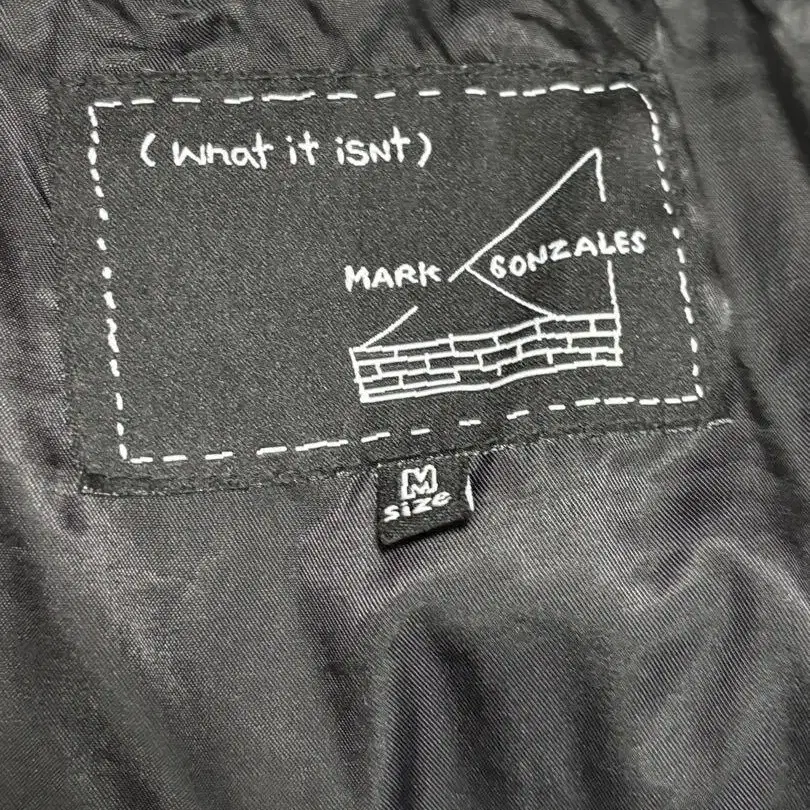 (What it iSNt)
MARK GONZALES
M
size